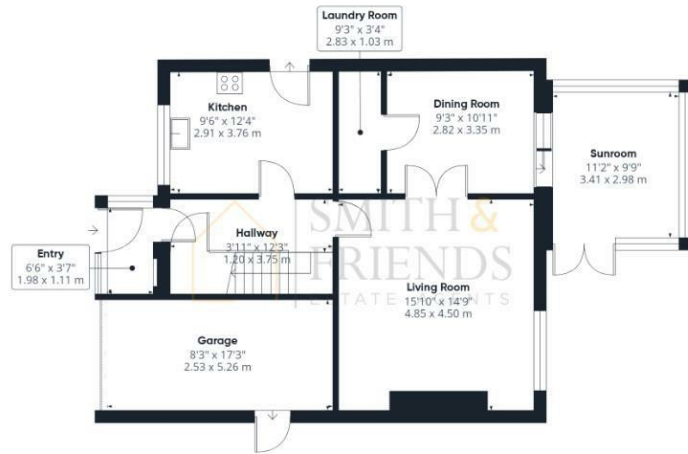 Laundry Room
9'3" x 3'4"
2.83 x 1.03 m
Kitchen
9'6" x 12'4"
2.91 x 3.76 m
Dining Room
9'3" x 10'11"
2.82 x 3.35 m
Sunroom
11'2" x 9'9"
3.41 x 2.98 m
Entry
6'6" x 3'7"
1.98 x 1.11 m
Hallway
3'11" x 12'3"
1.20 x 3.75 m
SMITH &
FRIENDS
ESTATE AGENTS
Living Room
15'10" x 14'9"
4.85 x 4.50 m
Garage
8'3" x 17'3"
2.53 x 5.26 m